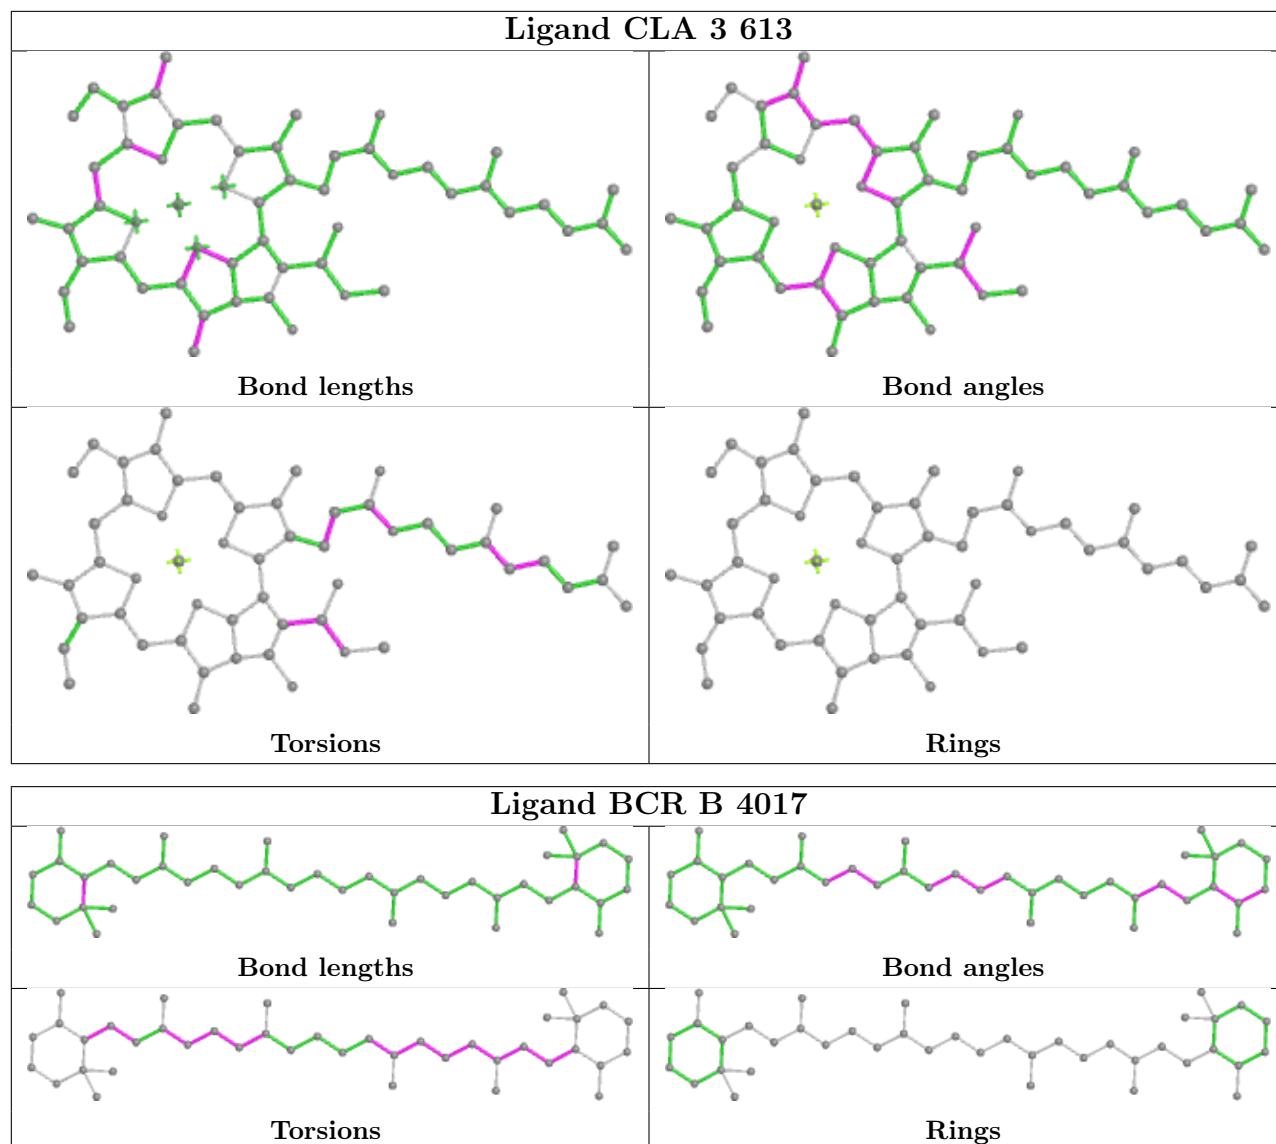 Ligand CLA 3 613
Bond lengths
Bond angles
Torsions
Rings
Ligand BCR B 4017
Bond lengths
Bond angles
Torsions
Rings